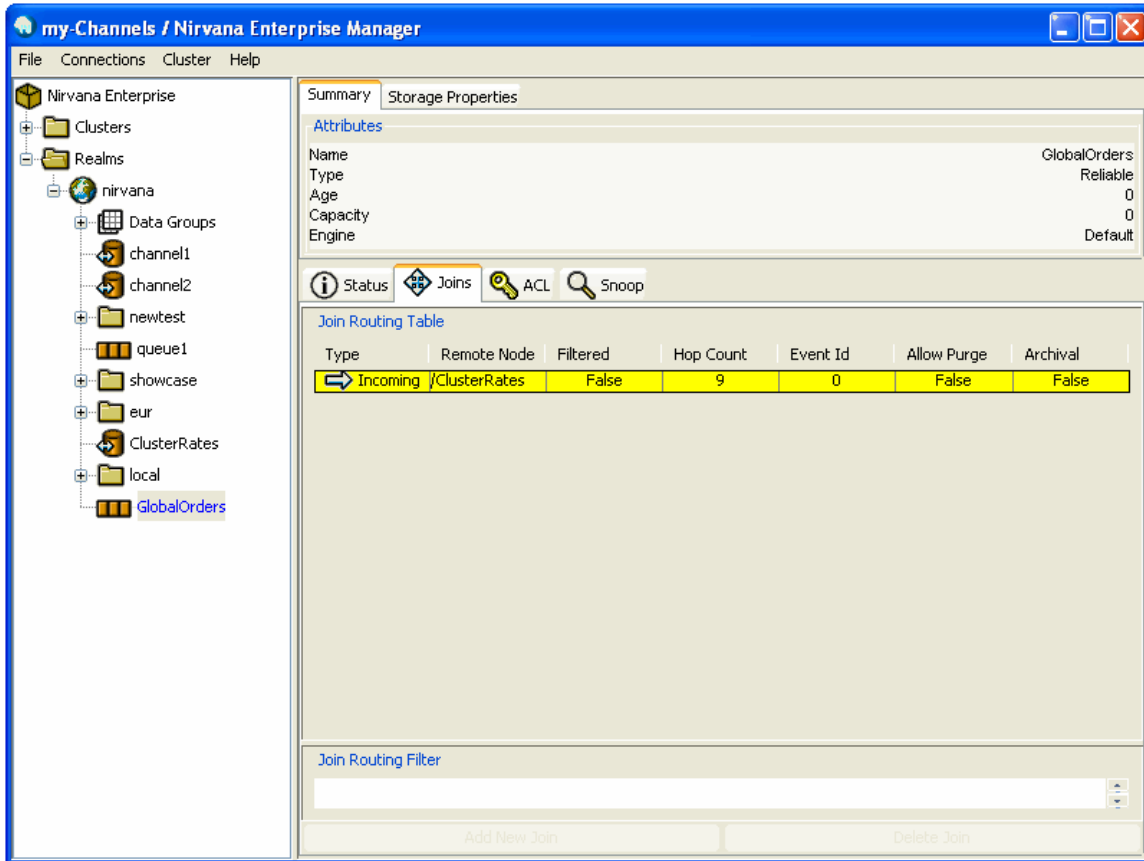 my-Channels / Nirvana Enterprise Manager
File Connections Cluster Help
Nirvana Enterprise
Clusters
Realms
nirvana
Data Groups
channel1
channel2
newtest
queue1
showcase
eur
ClusterRates
local
GlobalOrders
Summary Storage Properties
Attributes
Name GlobalOrders
Type Reliable
Age 0
Capacity 0
Engine Default
Status Joins ACL Snoop
Join Routing Table
Type Remote Node Filtered Hop Count Event Id Allow Purge Archival
Incoming /ClusterRates False 9 0 False False
Join Routing Filter
Add New Join Delete Join